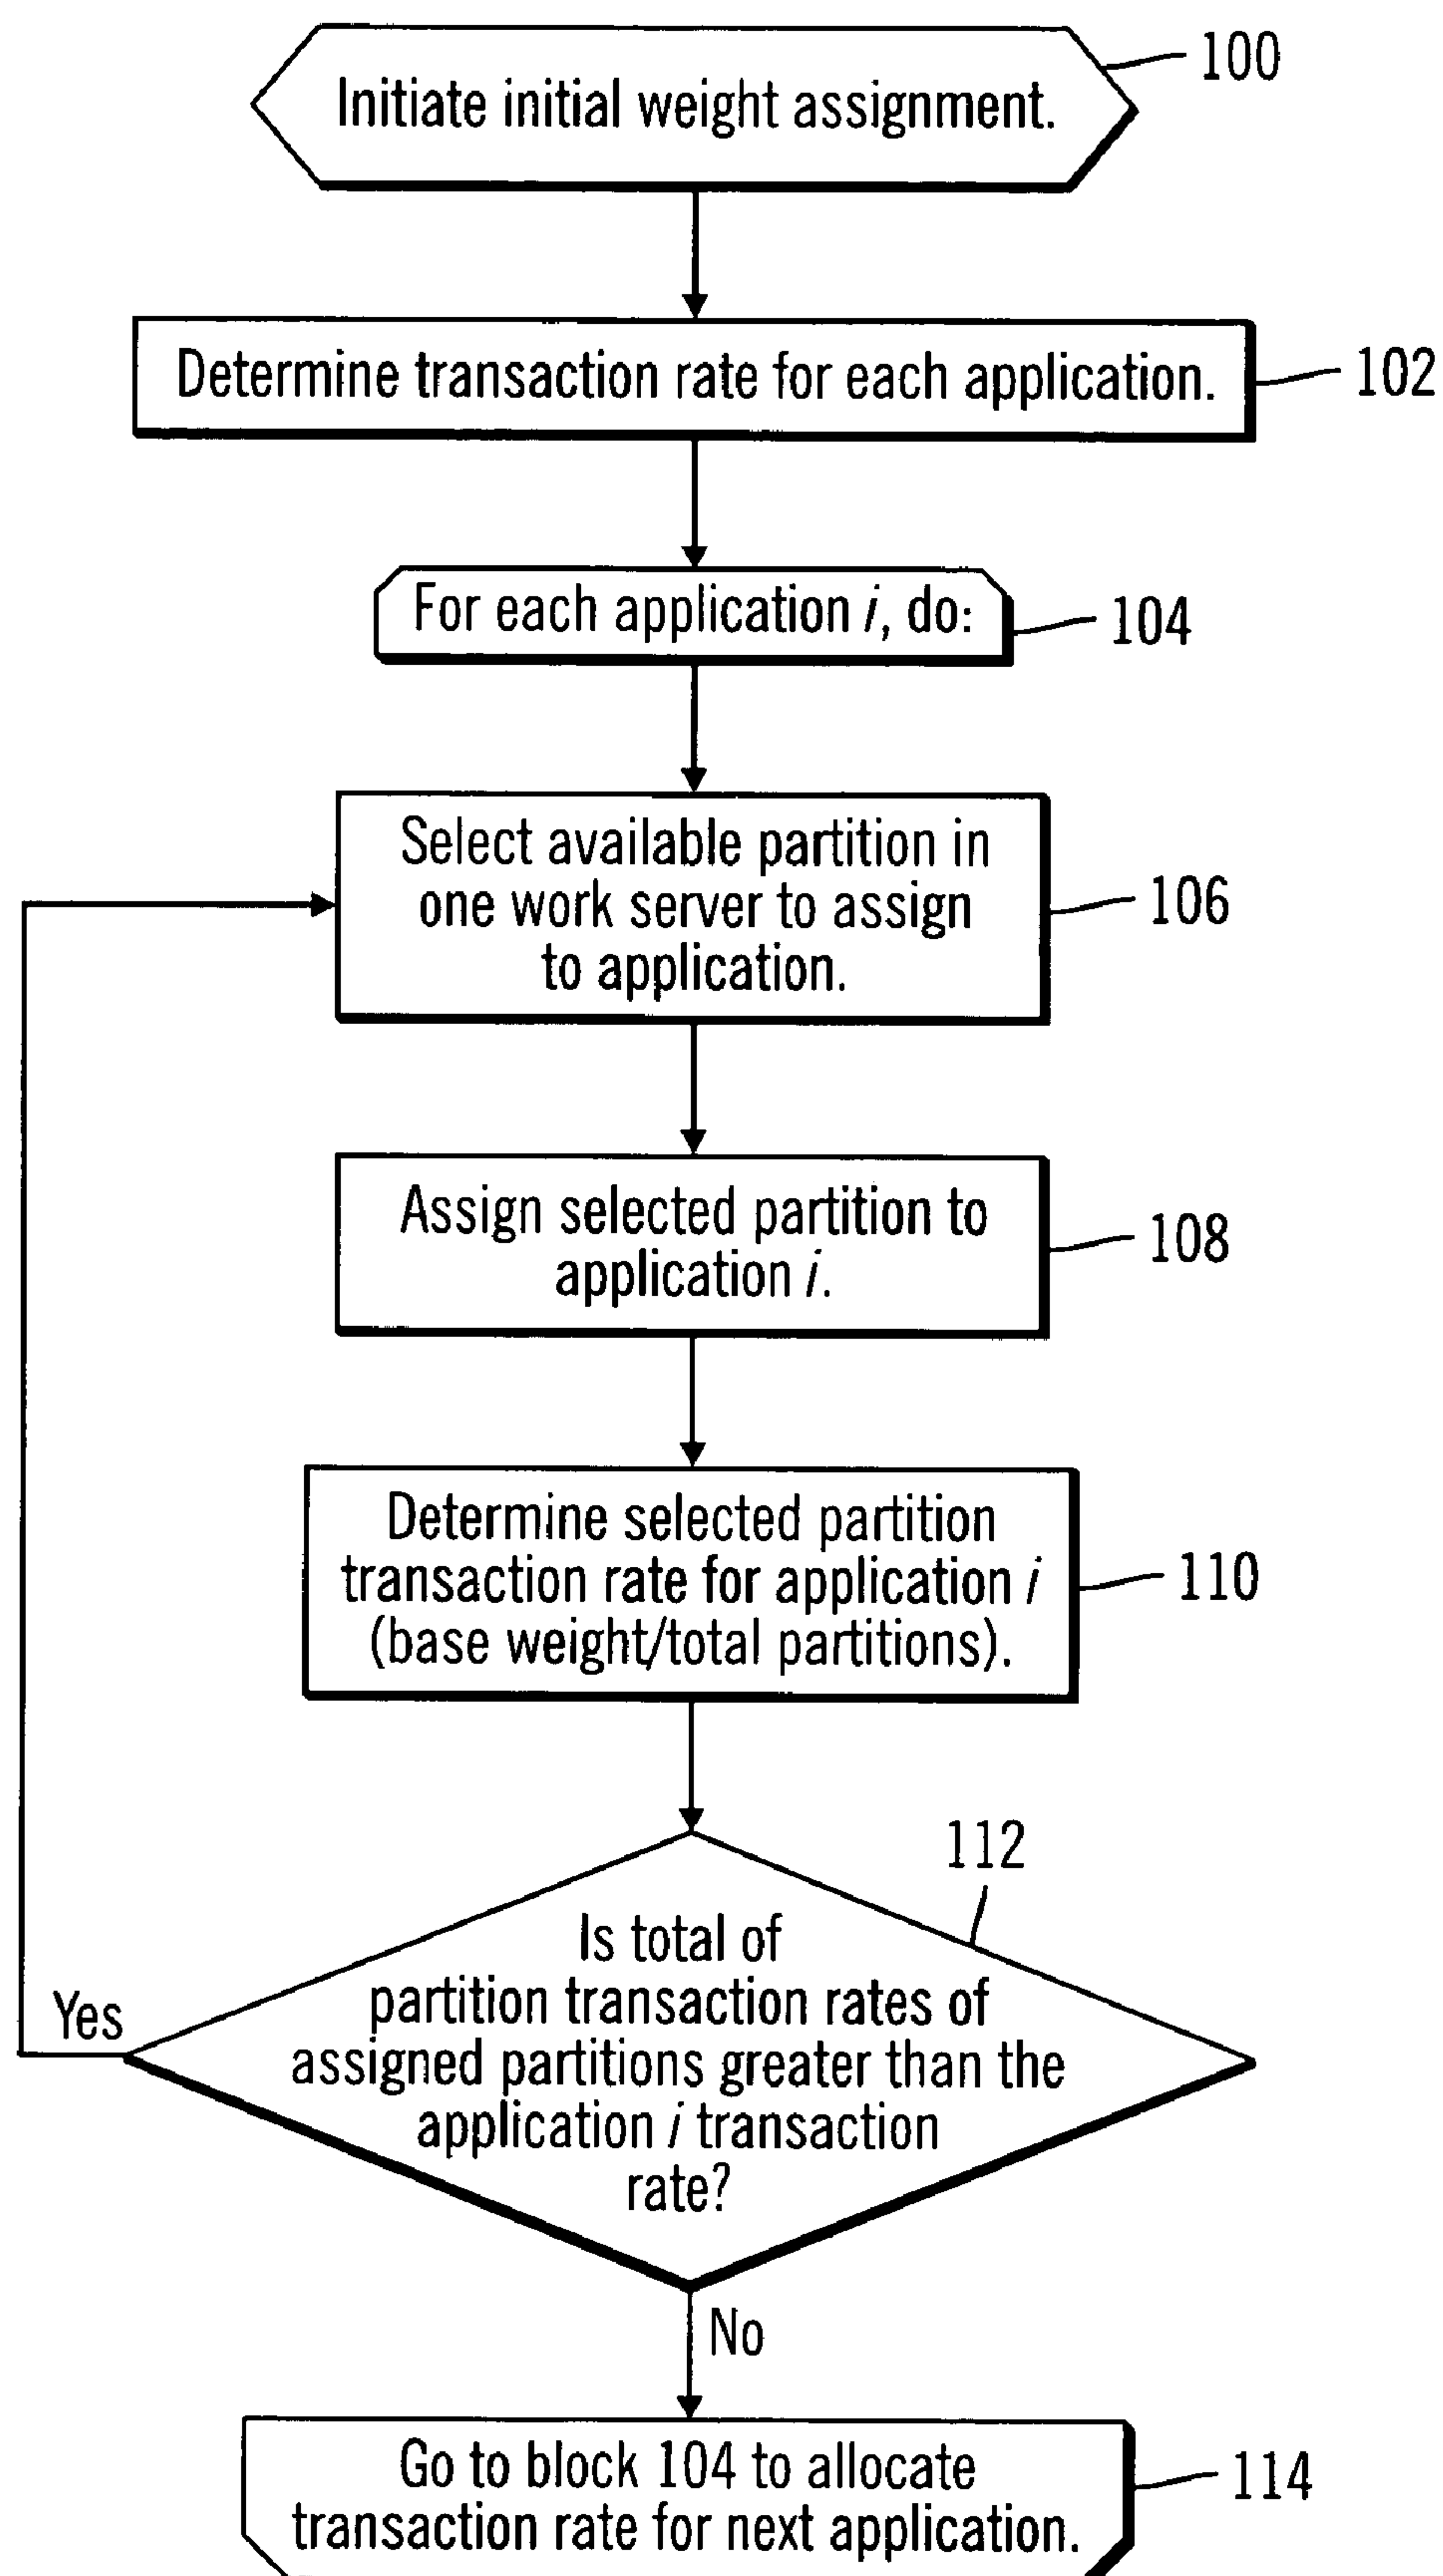 100
Initiate initial weight assignment.
Determine transaction rate for each application.
102
For each application i, do:
104
Select available partition in
one work server to assign
to application.
106
Assign selected partition to
application i.
108
Determine selected partition
transaction rate for application i
(base weight/total partitions).
110
112
Is total of
partition transaction rates of
assigned partitions greater than the
application i transaction
rate?
Yes
No
Go to block 104 to allocate
transaction rate for next application.
114